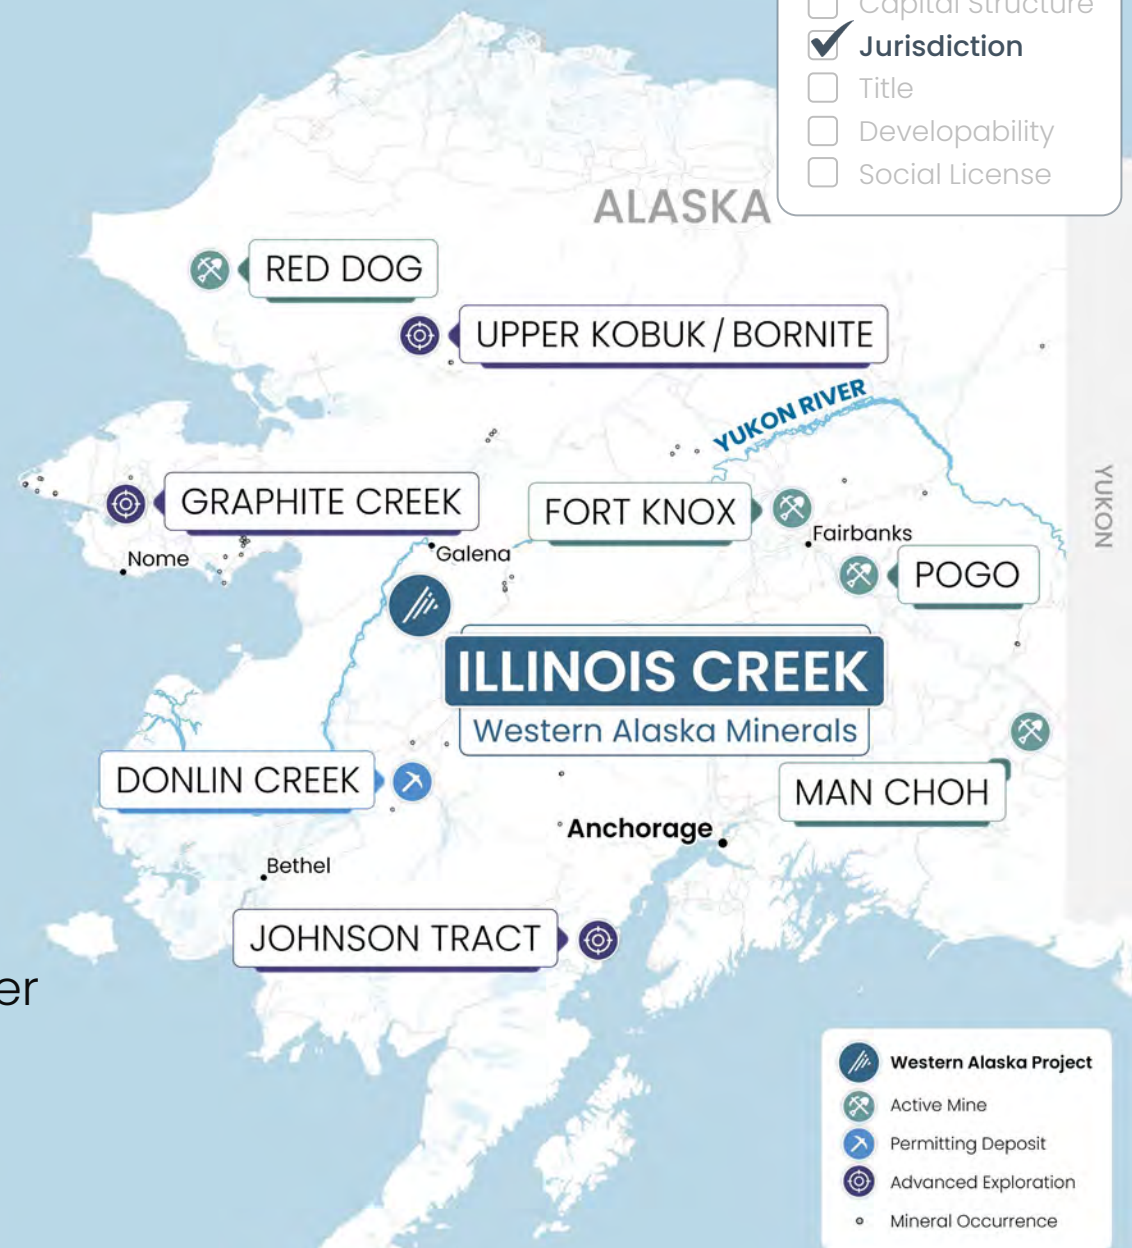 Capital Structure
Jurisdiction
Title
Developability
Social License
ALASKA
RED DOG
UPPER KOBUK / BORNITE
YUKON RIVER
YUKON
GRAPHITE CREEK
FORT KNOX
Fairbanks
Galena
Nome
POGO
ILLINOIS CREEK
Western Alaska Minerals
DONLIN CREEK
MAN CHOH
Anchorage
Bethel
JOHNSON TRACT
er
Western Alaska Project
Active Mine
Permitting Deposit
Advanced Exploration
Mineral Occurrence